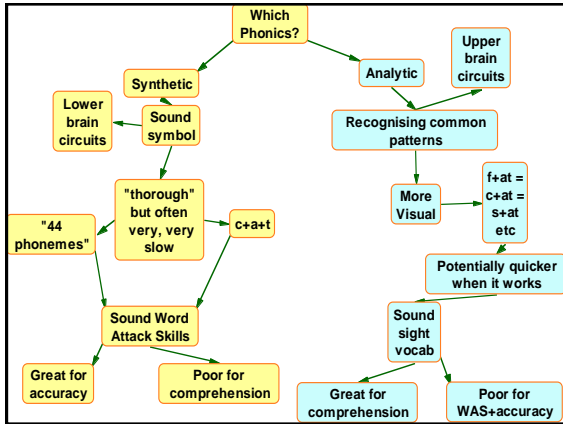 Which
Phonics?
Synthetic
Sound
symbol
Lower
brain
circuits
"thorough"
but often
very, very
slow
"44
phonemes"
c+a+t
Sound Word
Attack Skills
Great for
accuracy
Poor for
comprehension
Analytic
Upper
brain
circuits
Recognising common
patterns
More
Visual
f+at =
c+at =
s+at
etc
Potentially quicker
when it works
Sound
sight
vocab
Great for
comprehension
Poor for
WAS+accuracy